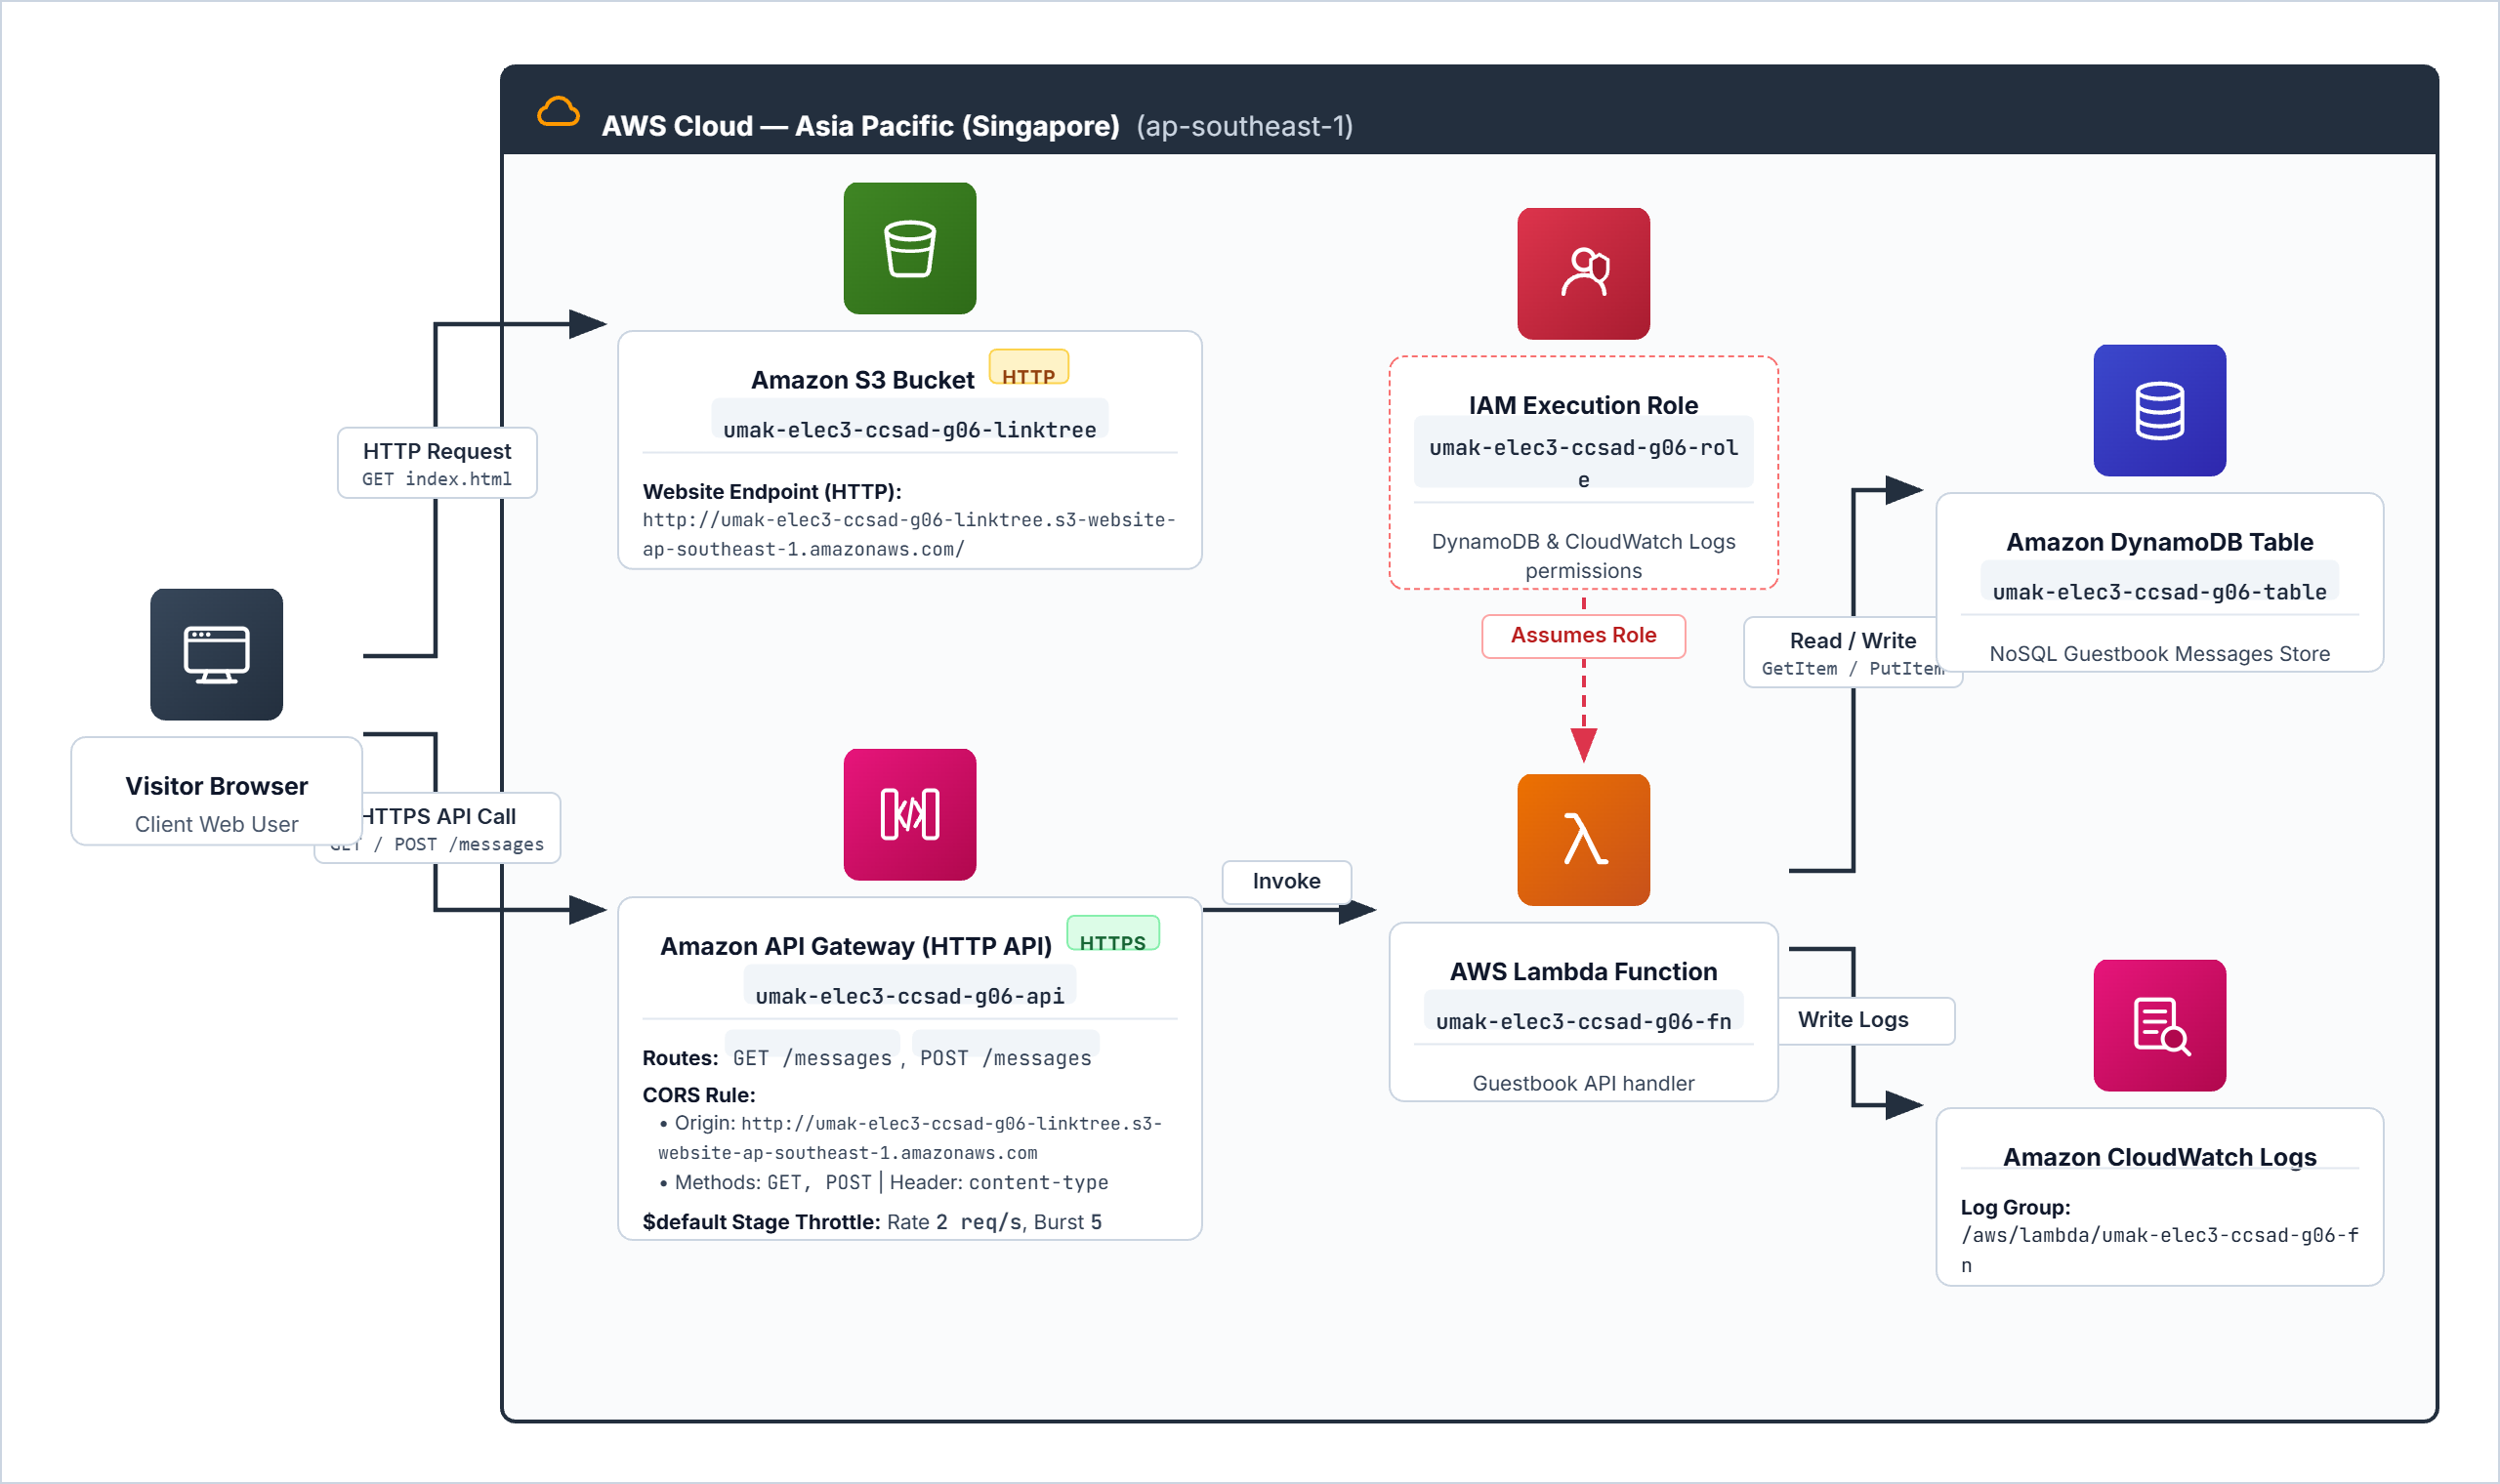 AWS Cloud — Asia Pacific (Singapore) (ap-southeast-1)
HTTP Request
GET index.html
Amazon S3 Bucket HTTP
umak-elec3-ccsad-g06-linktree
Website Endpoint (HTTP):
http://umak-elec3-ccsad-g06-linktree.s3-website-
ap-southeast-1.amazonaws.com/
IAM Execution Role
umak-elec3-ccsad-g06-rol
e
DynamoDB & CloudWatch Logs
permissions
Assumes Role
Read / Write
GetItem / PutItem
Amazon DynamoDB Table
umak-elec3-ccsad-g06-table
NoSQL Guestbook Messages Store
Visitor Browser
Client Web User
HTTPS API Call
GET / POST /messages
Amazon API Gateway (HTTP API) HTTPS
umak-elec3-ccsad-g06-api
Routes: GET /messages, POST /messages
CORS Rule:
• Origin: http://umak-elec3-ccsad-g06-linktree.s3-
website-ap-southeast-1.amazonaws.com
• Methods: GET, POST | Header: content-type
$default Stage Throttle: Rate 2 req/s, Burst 5
Invoke
AWS Lambda Function
umak-elec3-ccsad-g06-fn
Guestbook API handler
Write Logs
Amazon CloudWatch Logs
Log Group:
/aws/lambda/umak-elec3-ccsad-g06-f
n